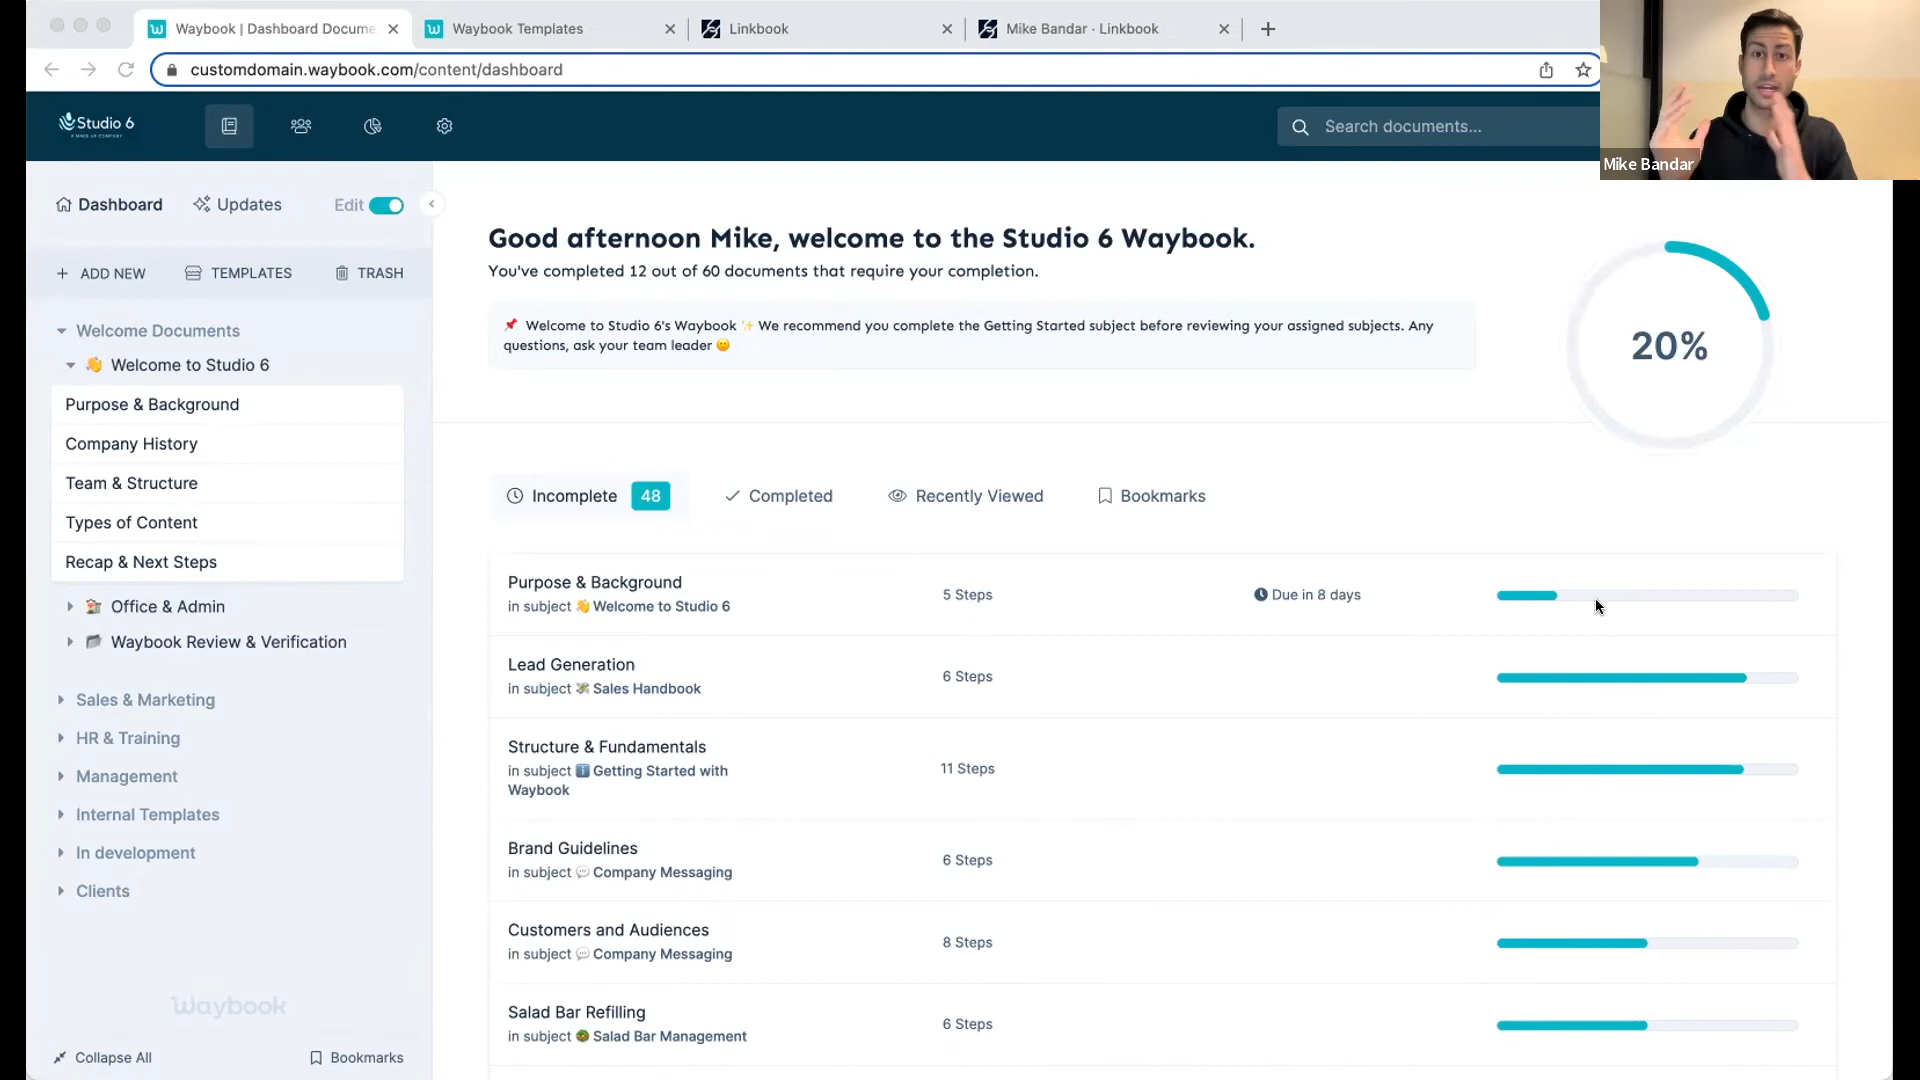 Waybook | Dashboard Docume
Waybook Templates
Linkbook
Mike Bandar · Linkbook
customdomain.waybook.com/content/dashboard
Studio 6
Search documents...
Mike Bandar
Dashboard
Updates
Edit
ADD NEW
TEMPLATES
TRASH
Welcome Documents
Welcome to Studio 6
Purpose & Background
Company History
Team & Structure
Types of Content
Recap & Next Steps
Office & Admin
Waybook Review & Verification
Sales & Marketing
HR & Training
Management
Internal Templates
In development
Clients
Waybook
Collapse All
Bookmarks
Good afternoon Mike, welcome to the Studio 6 Waybook.
You've completed 12 out of 60 documents that require your completion.
📌 Welcome to Studio 6's Waybook ✨ We recommend you complete the Getting Started subject before reviewing your assigned subjects. Any
questions, ask your team leader 😀
20%
Incomplete 48
Completed
Recently Viewed
Bookmarks
Purpose & Background
in subject 👋 Welcome to Studio 6
5 Steps
Due in 8 days
Lead Generation
in subject 💸 Sales Handbook
6 Steps
Structure & Fundamentals
in subject ℹ️ Getting Started with
Waybook
11 Steps
Brand Guidelines
in subject 💬 Company Messaging
6 Steps
Customers and Audiences
in subject 💬 Company Messaging
8 Steps
Salad Bar Refilling
in subject 🥗 Salad Bar Management
6 Steps